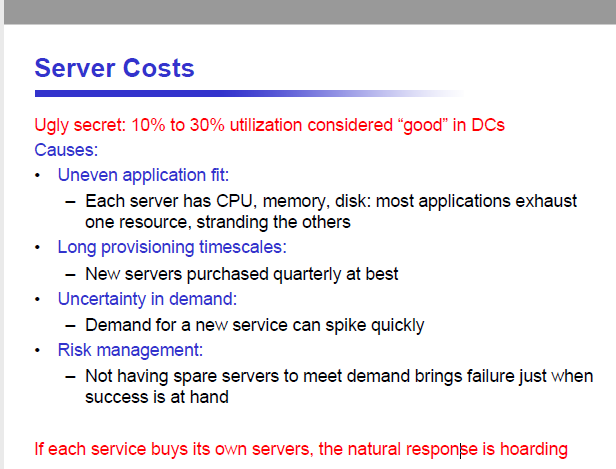 Server Costs
Ugly secret: 10% to 30% utilization considered “good” in DCs
Causes:
• Uneven application fit:
– Each server has CPU, memory, disk: most applications exhaust
one resource, stranding the others
• Long provisioning timescales:
– New servers purchased quarterly at best
• Uncertainty in demand:
– Demand for a new service can spike quickly
• Risk management:
– Not having spare servers to meet demand brings failure just when
success is at hand
If each service buys its own servers, the natural response is hoarding